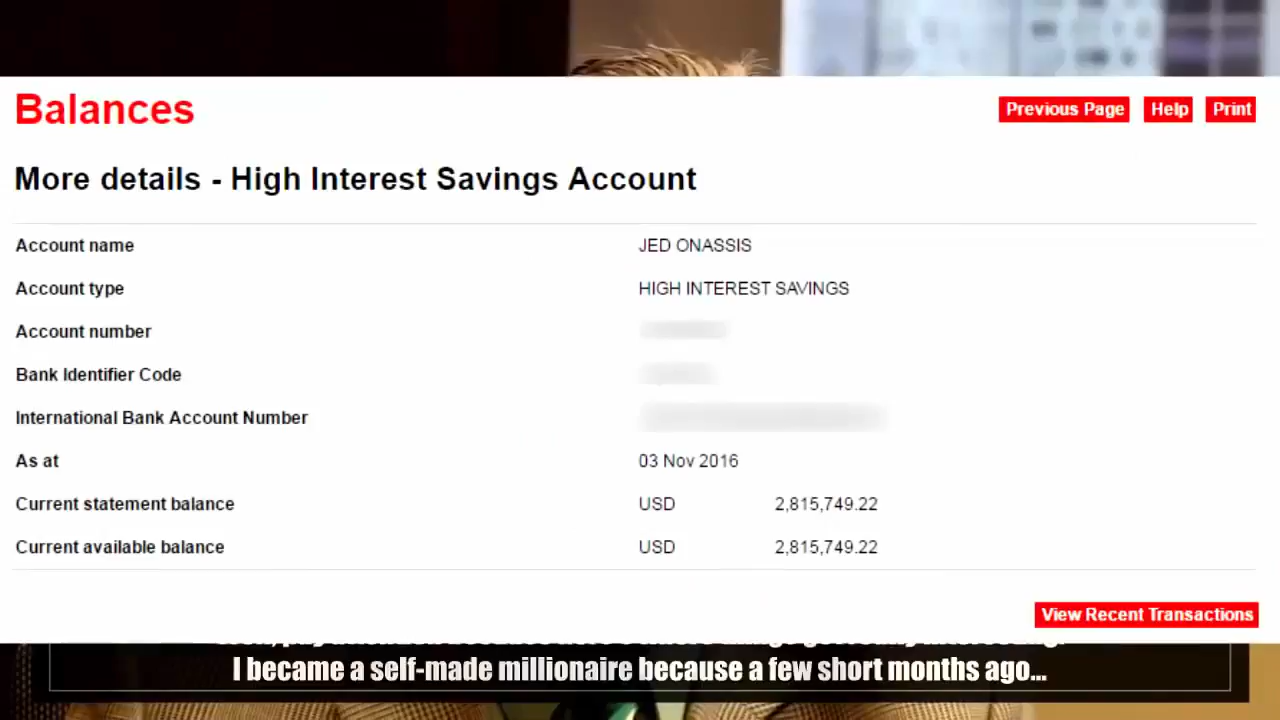 Balances
Previous Page Help Print
More details - High Interest Savings Account
Account name JED ONASSIS
Account type HIGH INTEREST SAVINGS
Account number
Bank Identifier Code
International Bank Account Number
As at 03 Nov 2016
Current statement balance USD 2,815,749.22
Current available balance USD 2,815,749.22
View Recent Transactions
I became a self-made millionaire because a few short months ago...